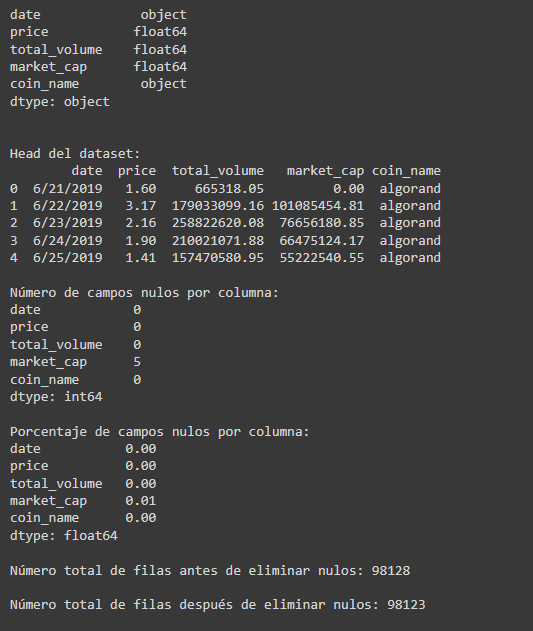 date                object
price              float64
total_volume       float64
market_cap         float64
coin_name           object
dtype: object
Head del dataset:
        date  price  total_volume   market_cap coin_name
0  6/21/2019   1.60     665318.05         0.00  algorand
1  6/22/2019   3.17  179033099.16 101085454.81  algorand
2  6/23/2019   2.16  258822620.08  76656180.85  algorand
3  6/24/2019   1.90  210021071.88  66475124.17  algorand
4  6/25/2019   1.41  157470580.95  55222540.55  algorand
Número de campos nulos por columna:
date            0
price           0
total_volume    0
market_cap      5
coin_name       0
dtype: int64
Porcentaje de campos nulos por columna:
date           0.00
price          0.00
total_volume   0.00
market_cap     0.01
coin_name      0.00
dtype: float64
Número total de filas antes de eliminar nulos: 98128
Número total de filas después de eliminar nulos: 98123